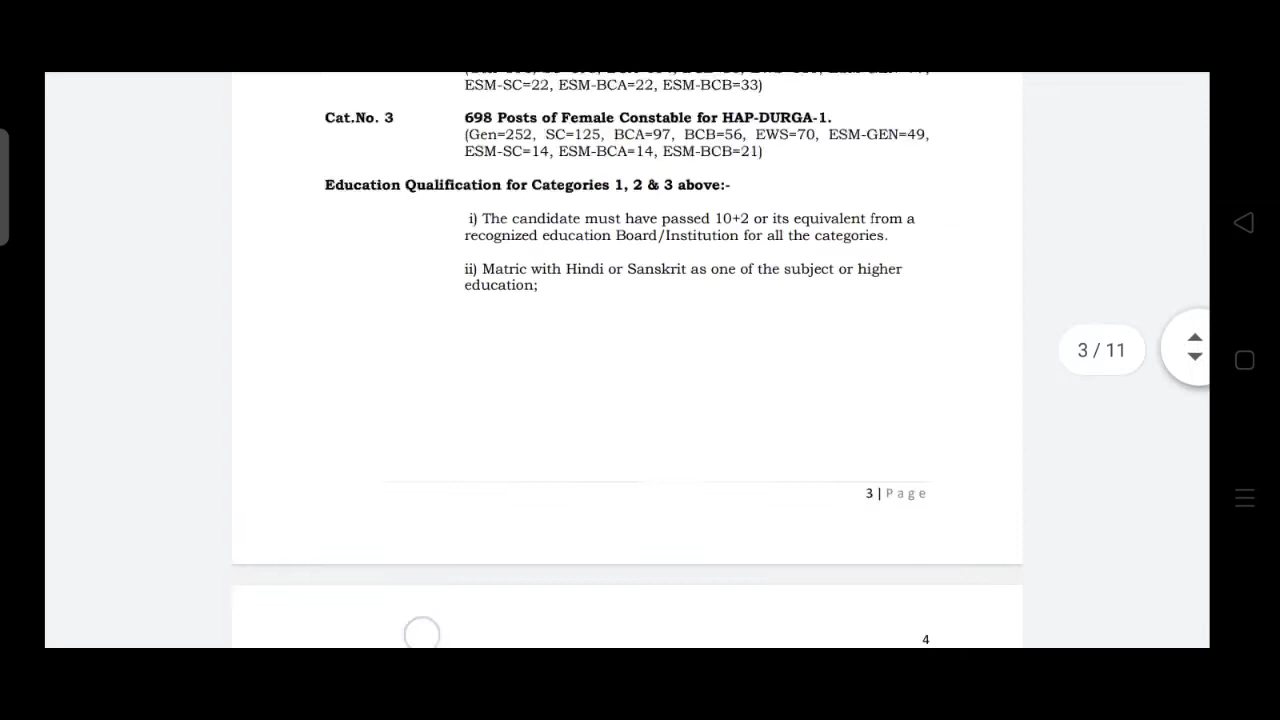 ESM-SC=22, ESM-BCA=22, ESM-BCB=33)
Cat.No. 3 698 Posts of Female Constable for HAP-DURGA-1.
(Gen=252, SC=125, BCA=97, BCB=56, EWS=70, ESM-GEN=49,
ESM-SC=14, ESM-BCA=14, ESM-BCB=21)
Education Qualification for Categories 1, 2 & 3 above:-
i) The candidate must have passed 10+2 or its equivalent from a
recognized education Board/Institution for all the categories.
ii) Matric with Hindi or Sanskrit as one of the subject or higher
education;
3 / 11
3 | Page
4